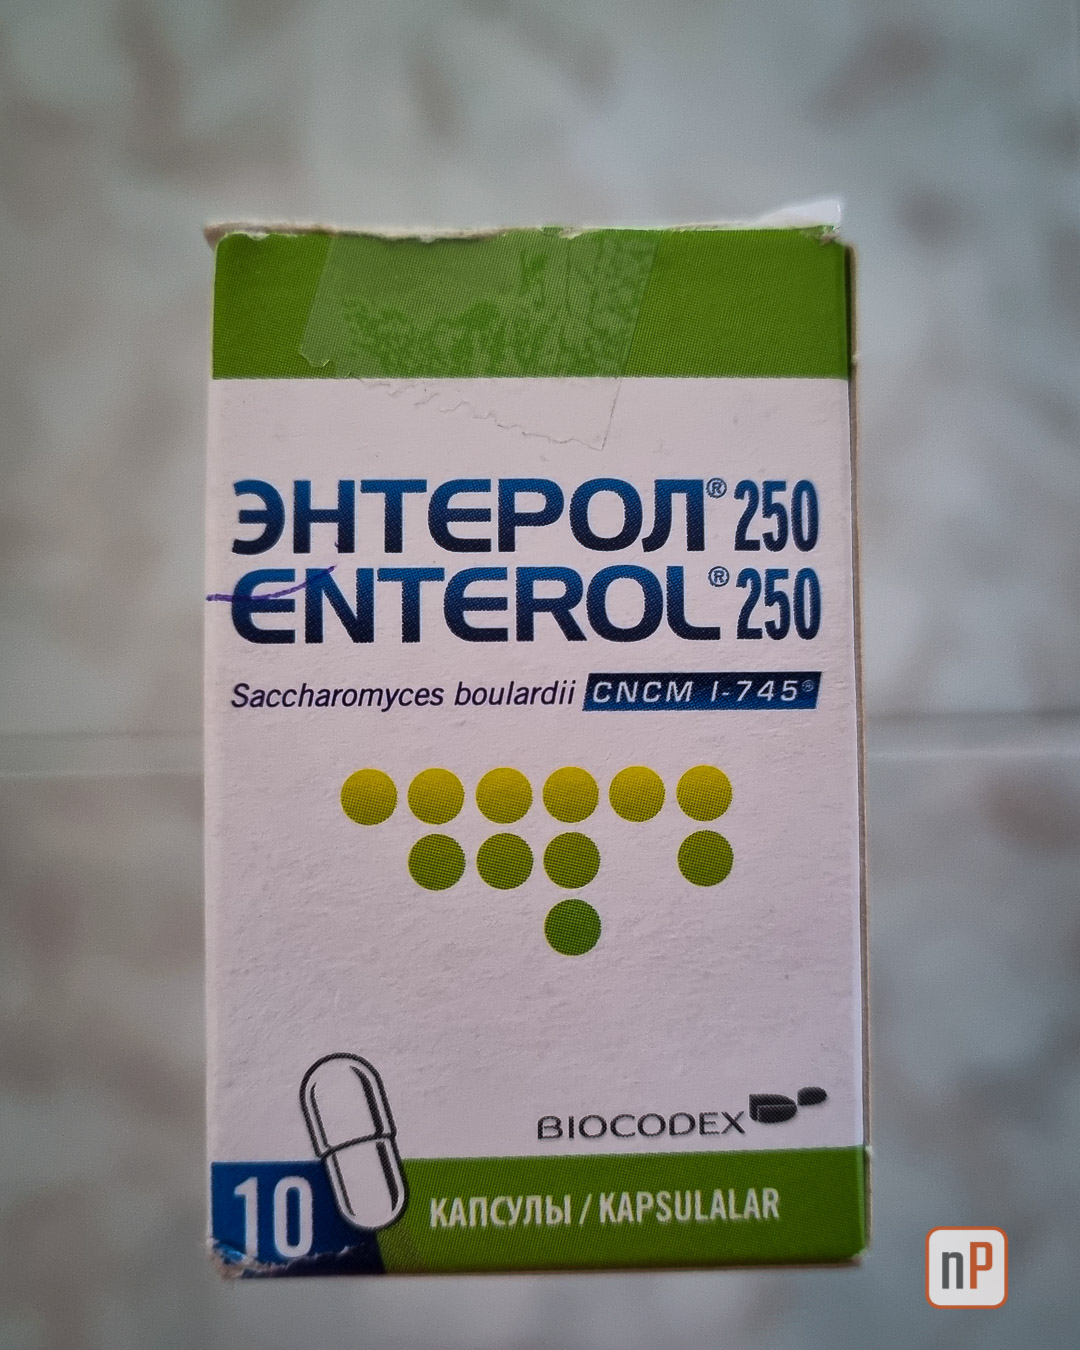 ЭНТЕРОЛ® 250
ENTEROL® 250
Saccharomyces boulardii CNCM I-745®
BIOCODEX
10 КАПСУЛЫ / KAPSULALAR
nP